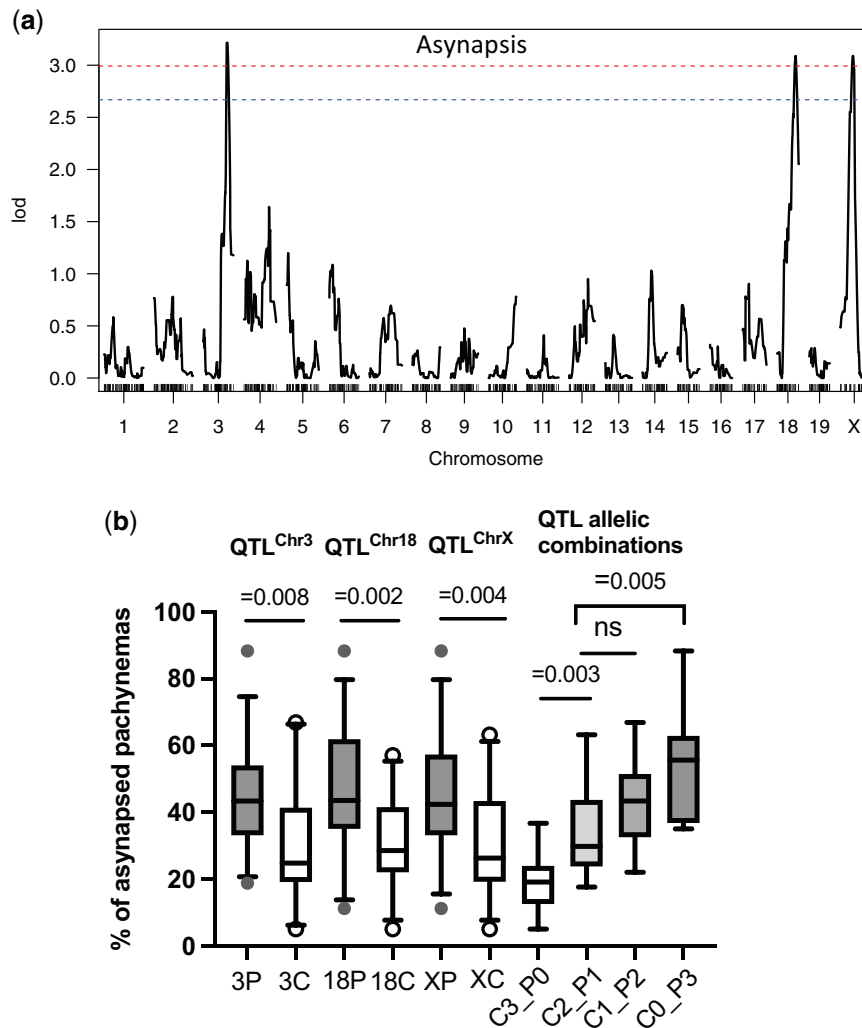 (a)
Asynapsis
3.0
2.5
2.0
1.5
1.0
0.5
0.0
lod
1 2 3 4 5 6 7 8 9 10 11 12 13 14 15 16 17 18 19 X
Chromosome
(b)
QTL^Chr3 QTL^Chr18 QTL^ChrX QTL allelic
combinations
=0.008 =0.002 =0.004 =0.005
ns
=0.003
100
80
60
40
20
0
% of asynapsed pachynemas
3P 3C 18P 18C XP XC C3_P0 C2_P1 C1_P2 C0_P3